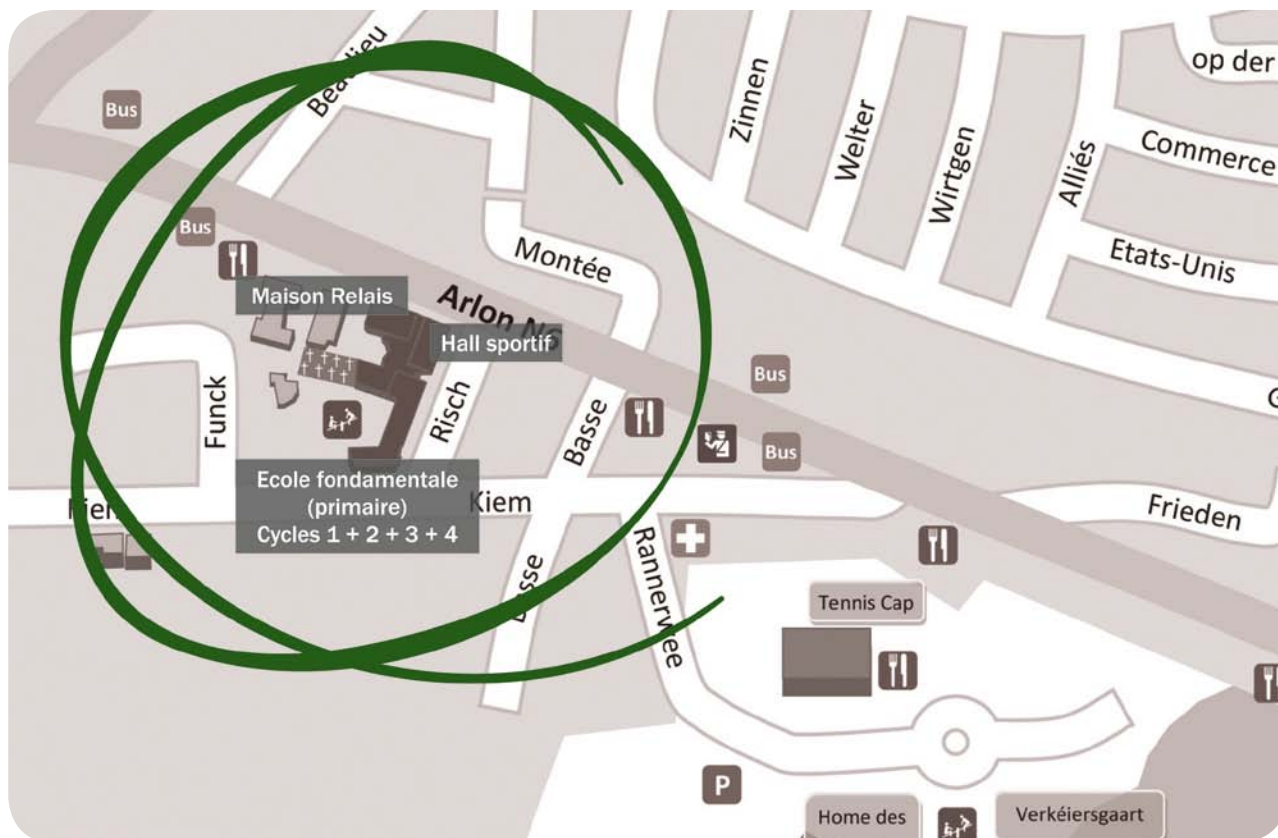 Beaulieu
op der
Bus
Zinnen
Welter
Wirtgen
Alliés
Commerce
Bus
Montée
Etats-Unis
Maison Relais
Arlon N6
Hall sportif
Bus
Funck
Risch
Basse
Bus
Ecole fondamentale
(primaire)
Cycles 1 + 2 + 3 + 4
Kiem
Kiem
Frieden
Basse
Rannerwee
Tennis Cap
P
Home des
Verkéiersgaart